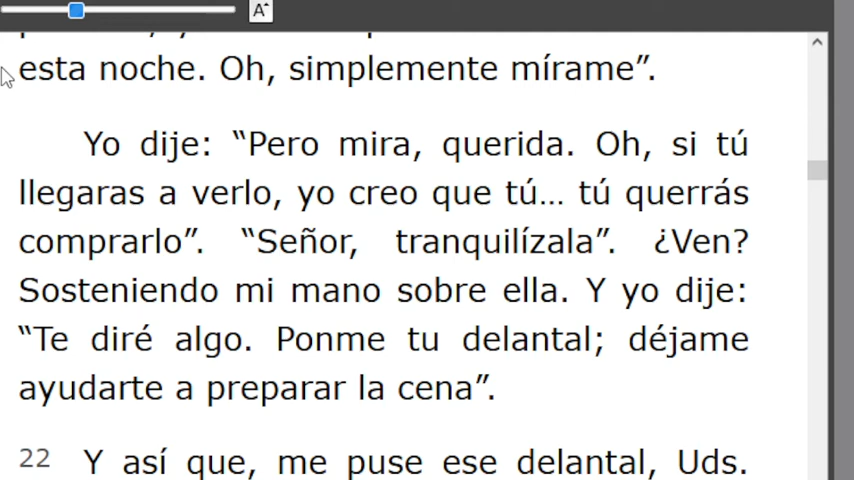 A
esta noche. Oh, simplemente mírame”.
Yo dije: “Pero mira, querida. Oh, si tú
llegaras a verlo, yo creo que tú... tú querrás
comprarlo”. “Señor, tranquilízala”. ¿Ven?
Sosteniendo mi mano sobre ella. Y yo dije:
“Te diré algo. Ponme tu delantal; déjame
ayudarte a preparar la cena”.
22 Y así que, me puse ese delantal, Uds.